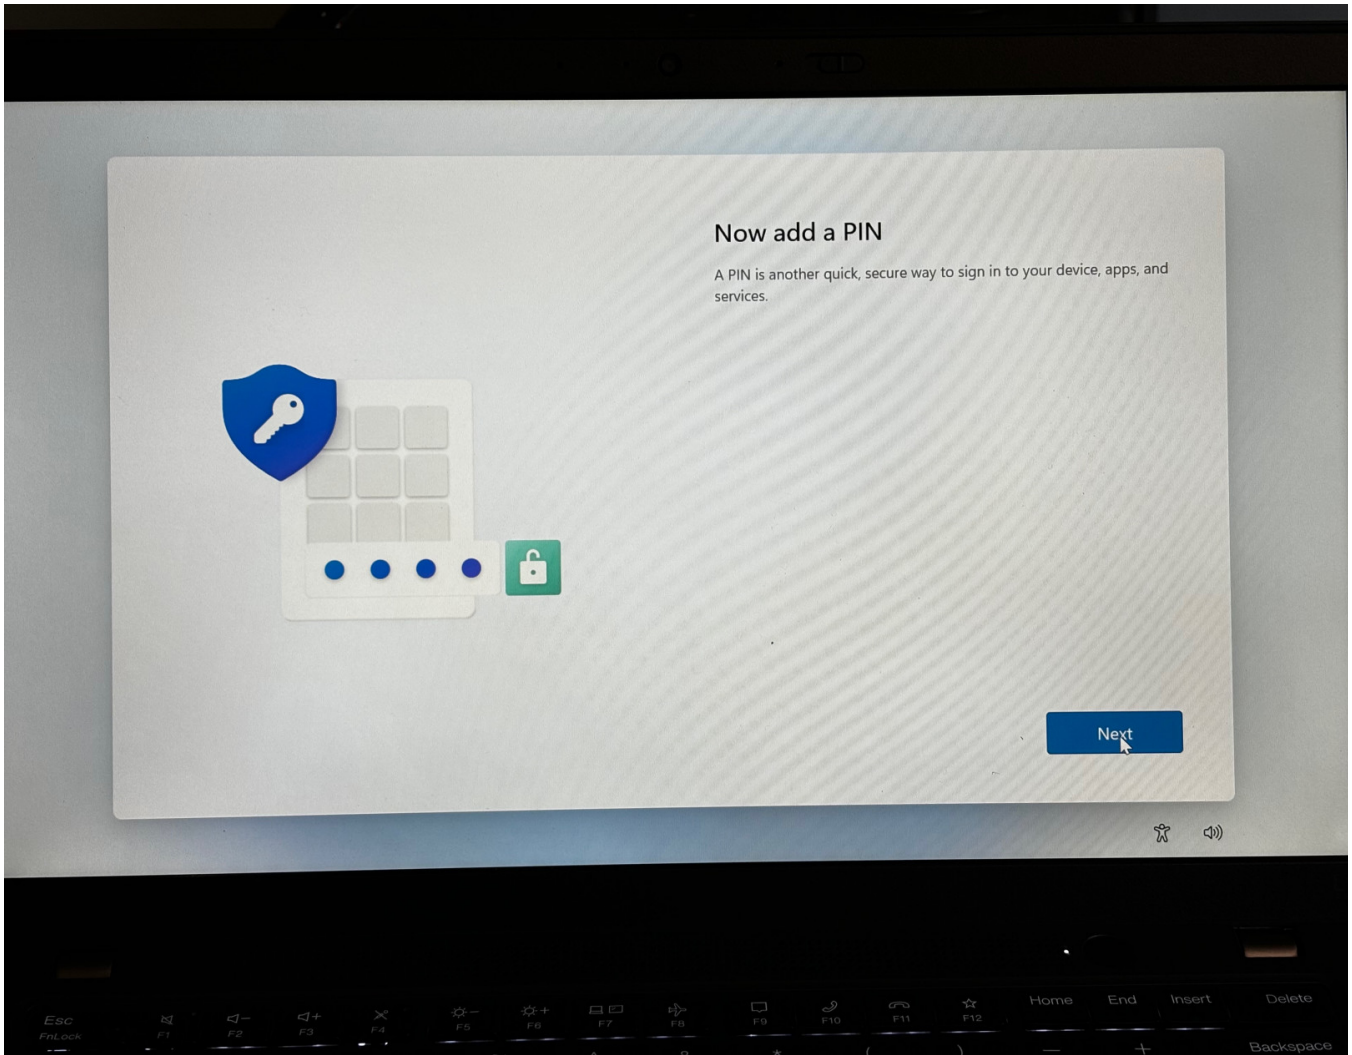 Now add a PIN
A PIN is another quick, secure way to sign in to your device, apps, and
services.
Next
Home End Insert Delete
Esc
FnLock F1 F2 F3 F4 F5 F6 F7 F8 F9 F10 F11 F12
Backspace